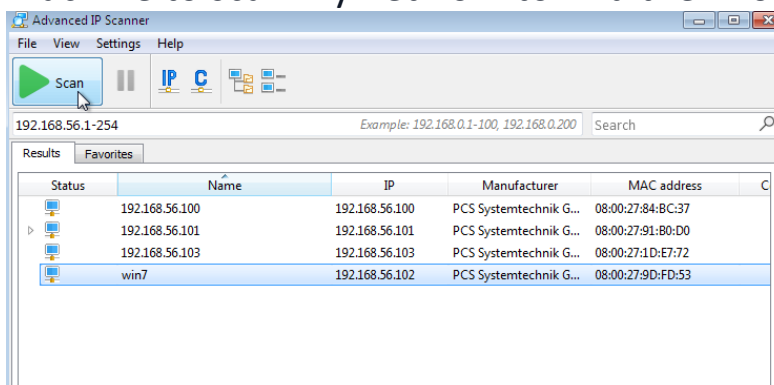 Advanced IP Scanner
File View Settings Help
Scan IP C
192.168.56.1-254 Example: 192.168.0.1-100, 192.168.0.200 Search
Results Favorites
Status Name IP Manufacturer MAC address C
192.168.56.100 192.168.56.100 PCS Systemtechnik G... 08:00:27:84:BC:37
192.168.56.101 192.168.56.101 PCS Systemtechnik G... 08:00:27:91:B0:D0
192.168.56.103 192.168.56.103 PCS Systemtechnik G... 08:00:27:1D:E7:72
win7 192.168.56.102 PCS Systemtechnik G... 08:00:27:9D:FD:53